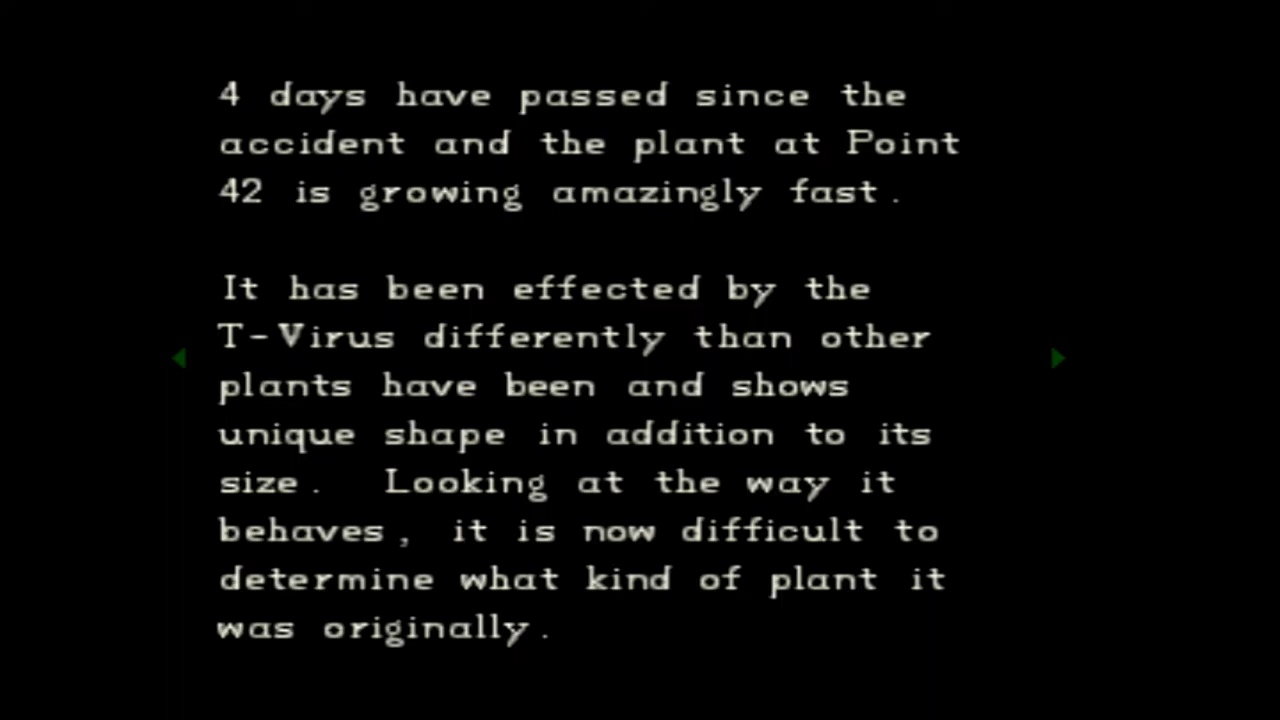 4 days have passed since the
accident and the plant at Point
42 is growing amazingly fast.
It has been effected by the
T-Virus differently than other
plants have been and shows
unique shape in addition to its
size. Looking at the way it
behaves, it is now difficult to
determine what kind of plant it
was originally.